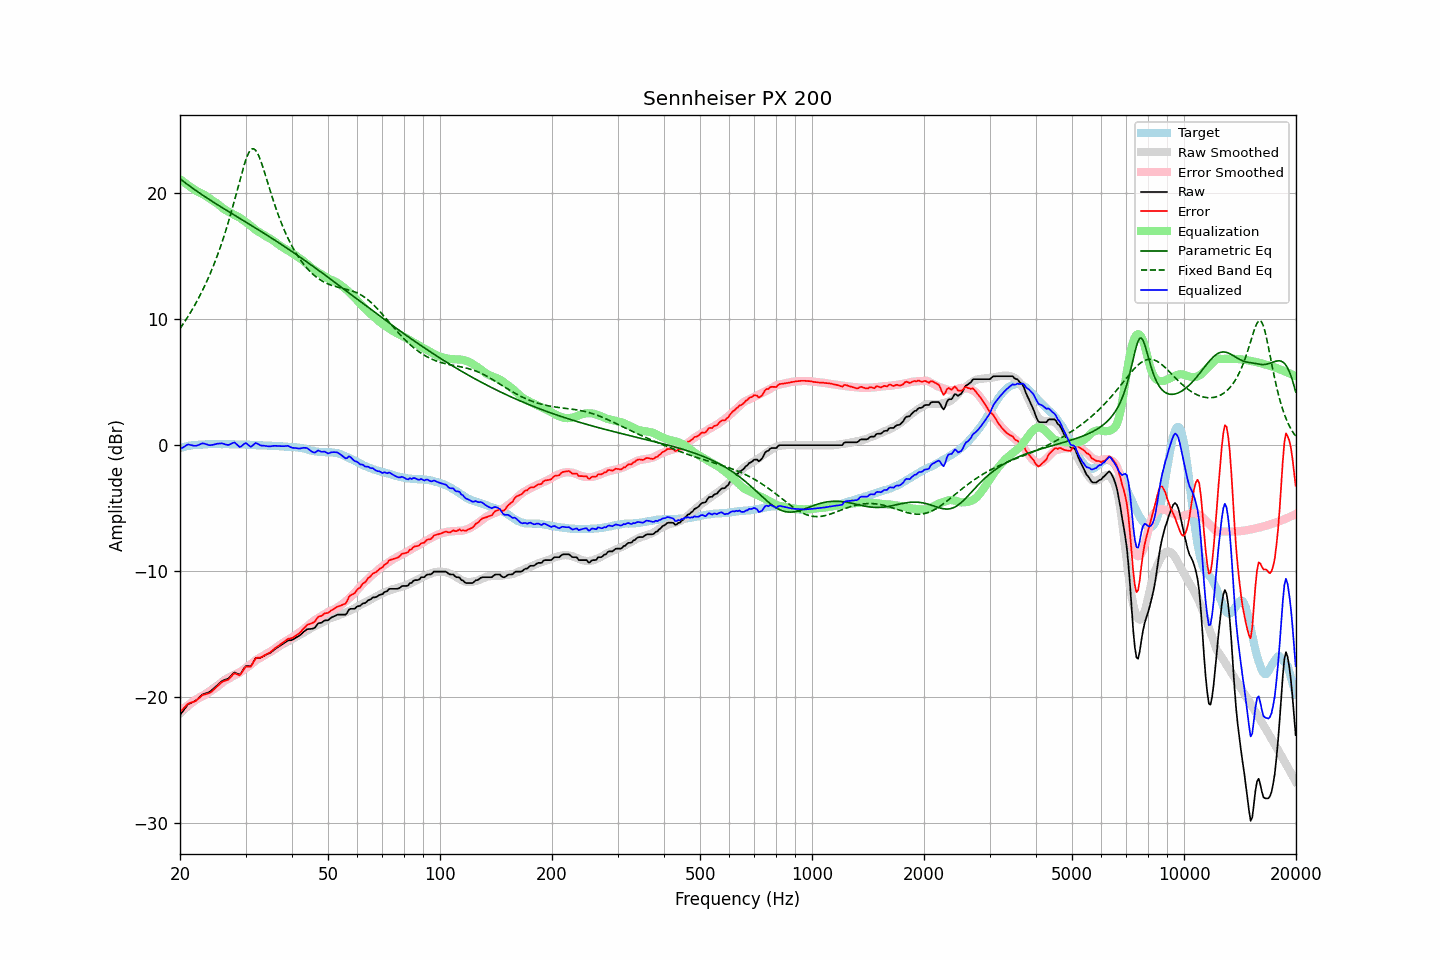 Sennheiser PX 200
Target
Raw Smoothed
Error Smoothed
Raw
Error
Equalization
Parametric Eq
Fixed Band Eq
Equalized
Amplitude (dBr)
20
10
0
−10
−20
−30
20 50 100 200 500 1000 2000 5000 10000 20000
Frequency (Hz)